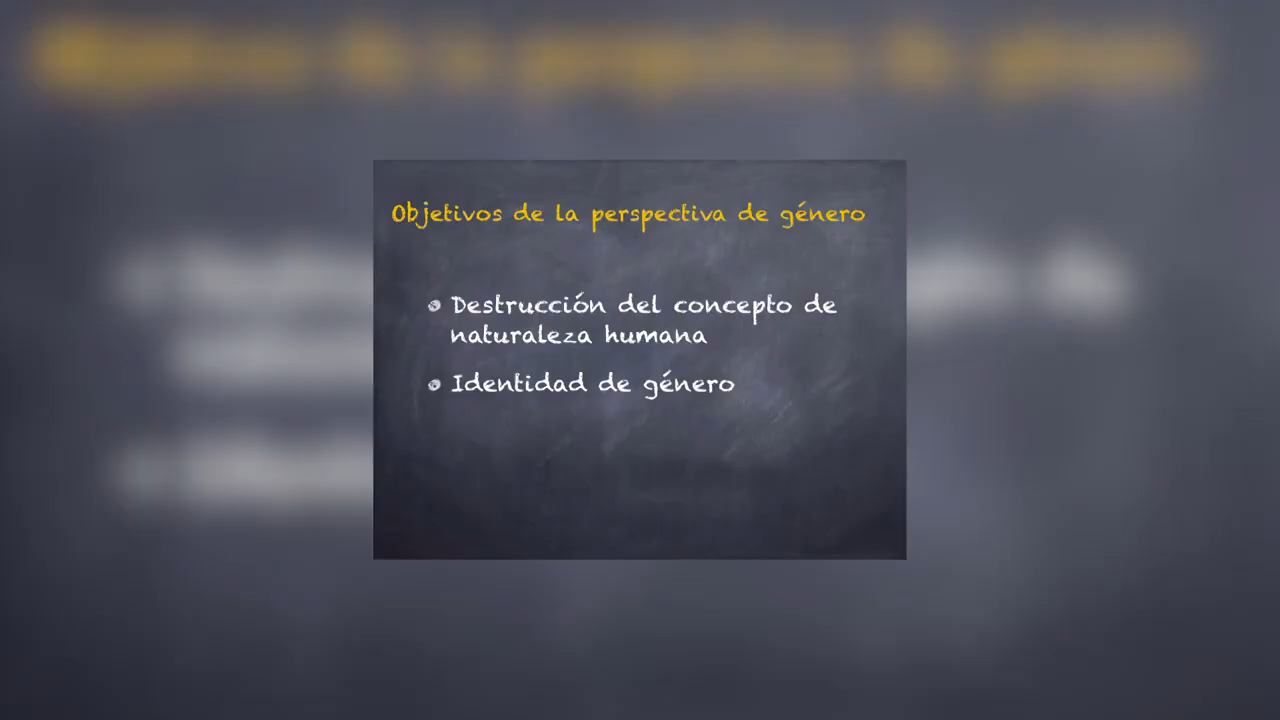 Objetivos de la perspectiva de género
Destrucción del concepto de
naturaleza humana
Identidad de género